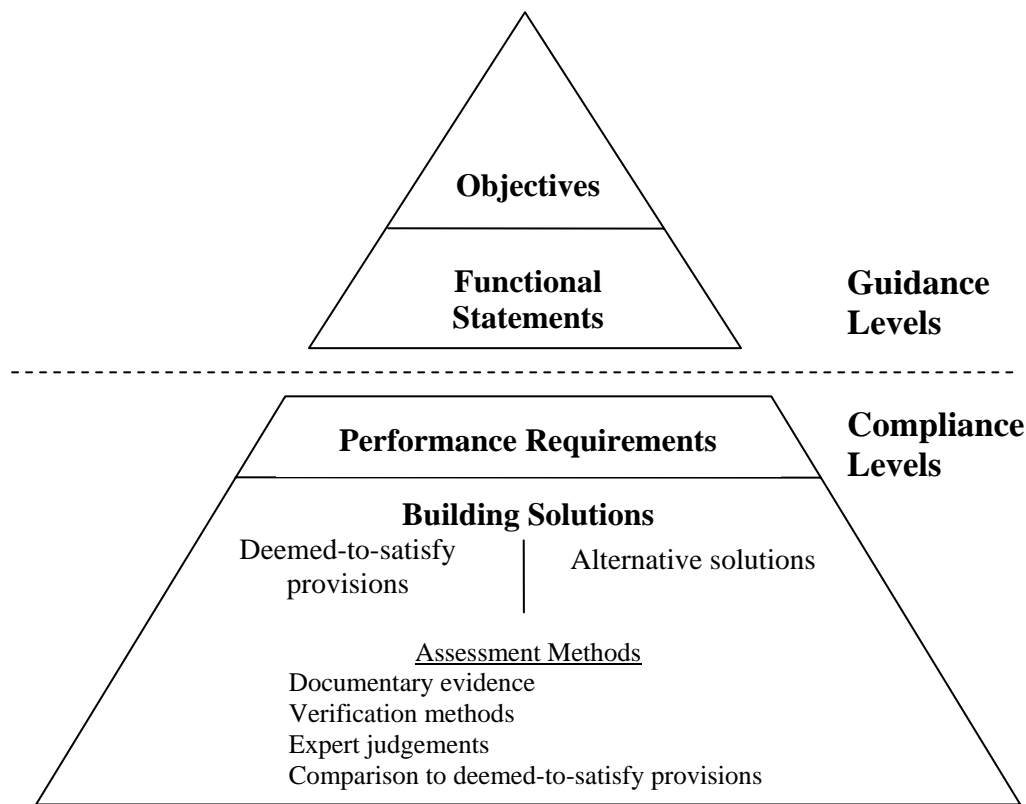 Objectives
Functional
Statements
Guidance
Levels
Performance Requirements
Compliance
Levels
Building Solutions
Deemed-to-satisfy
provisions
Alternative solutions
Assessment Methods
Documentary evidence
Verification methods
Expert judgements
Comparison to deemed-to-satisfy provisions